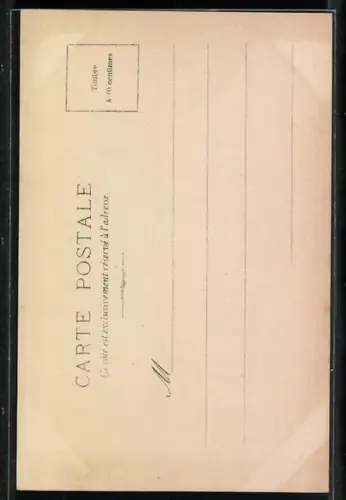 CARTE POSTALE
Ce côté est exclusivement réservé à l'adresse.
Timbre
à 10 centimes
M